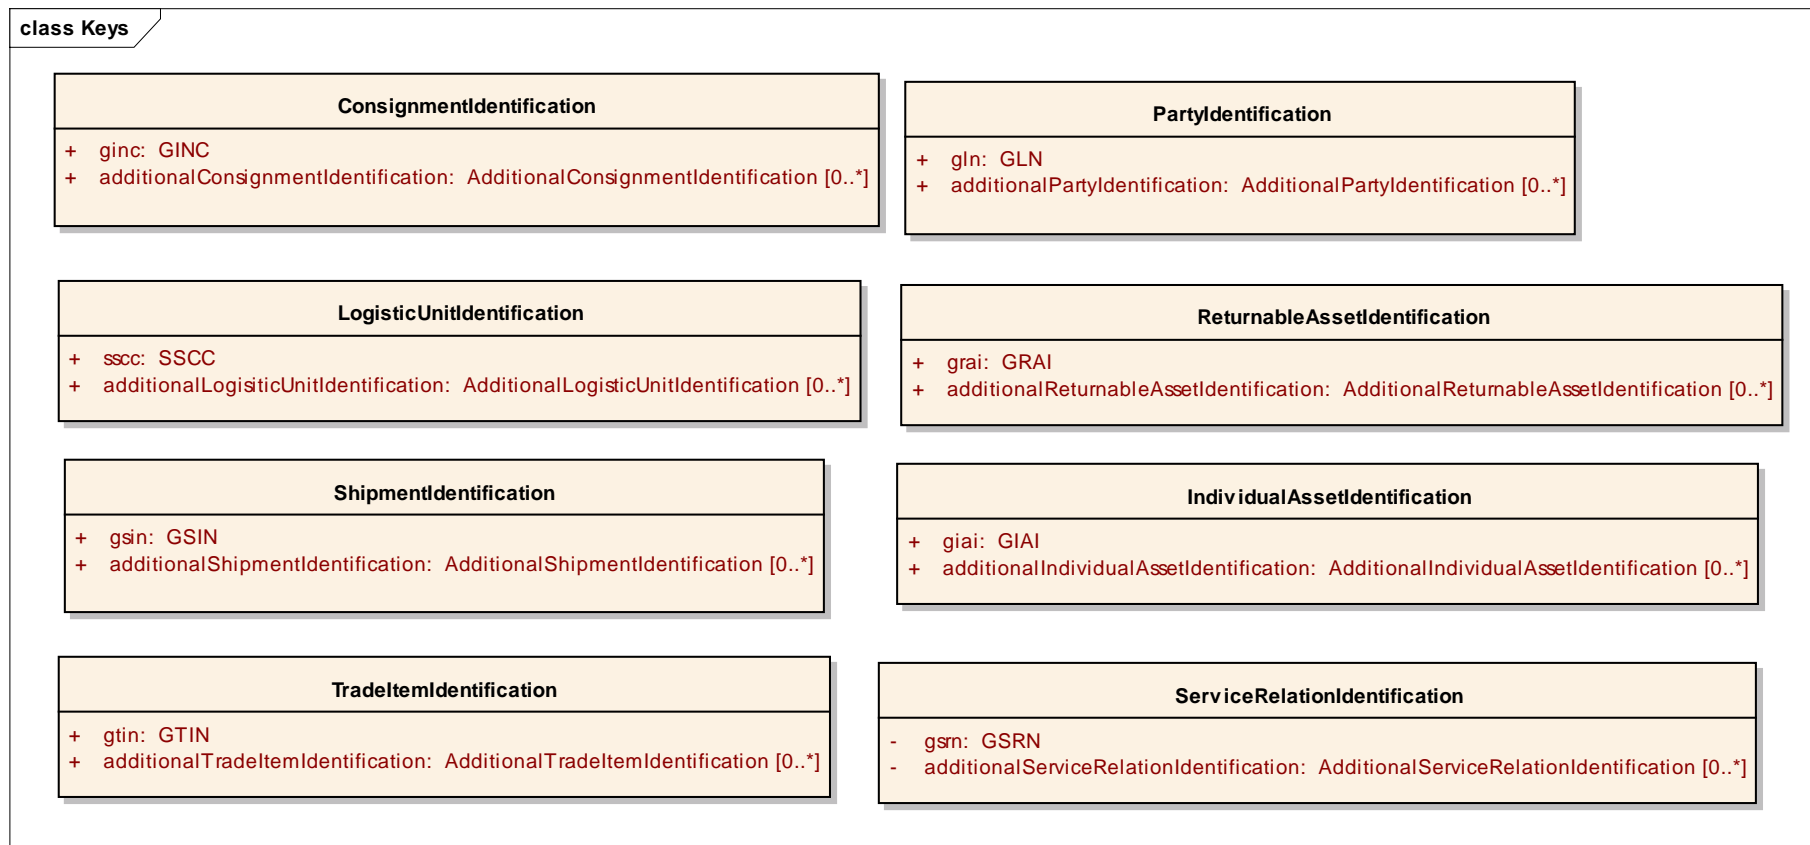 class Keys
ConsignmentIdentification
+ ginc: GINC
+ additionalConsignmentIdentification: AdditionalConsignmentIdentification [0..*]
PartyIdentification
+ gln: GLN
+ additionalPartyIdentification: AdditionalPartyIdentification [0..*]
LogisticUnitIdentification
+ sscc: SSCC
+ additionalLogisiticUnitIdentification: AdditionalLogisticUnitIdentification [0..*]
ReturnableAssetIdentification
+ grai: GRAI
+ additionalReturnableAssetIdentification: AdditionalReturnableAssetIdentification [0..*]
ShipmentIdentification
+ gsin: GSIN
+ additionalShipmentIdentification: AdditionalShipmentIdentification [0..*]
IndividualAssetIdentification
+ giai: GIAI
+ additionalIndividualAssetIdentification: AdditionalIndividualAssetIdentification [0..*]
TradeItemIdentification
+ gtin: GTIN
+ additionalTradeItemIdentification: AdditionalTradeItemIdentification [0..*]
ServiceRelationIdentification
- gsrn: GSRN
- additionalServiceRelationIdentification: AdditionalServiceRelationIdentification [0..*]